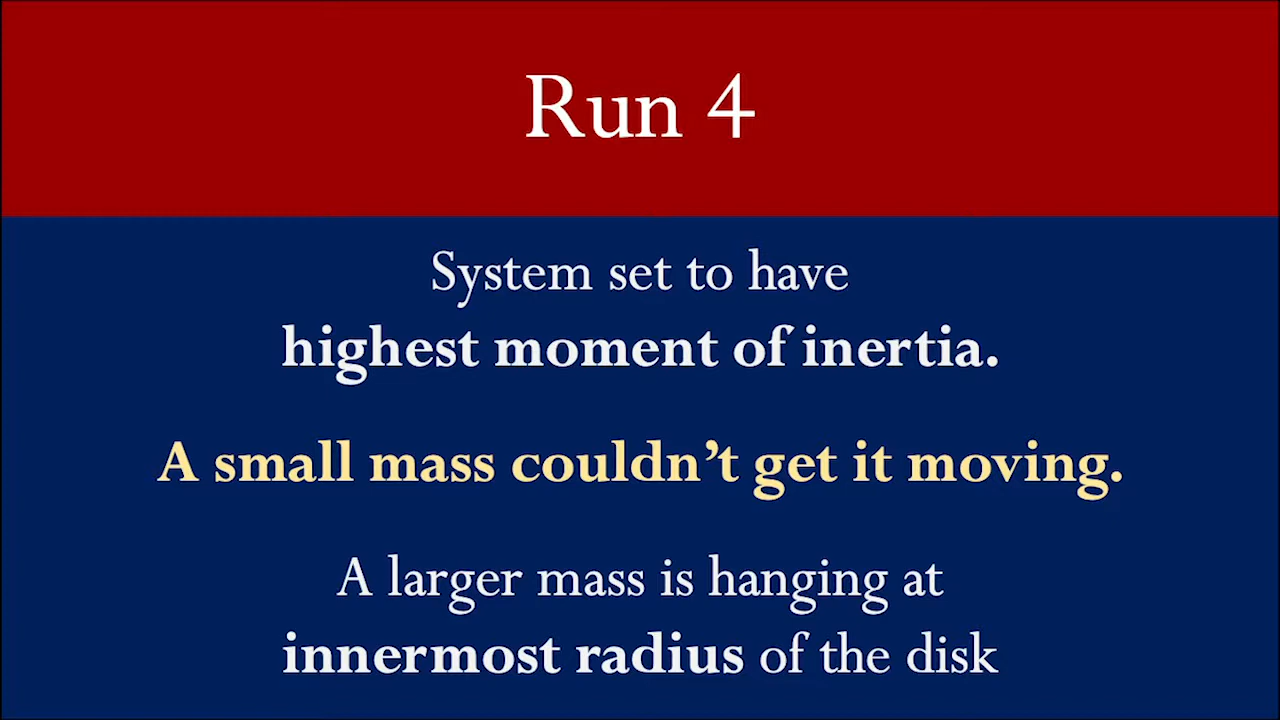 Run 4
System set to have
highest moment of inertia.
A small mass couldn’t get it moving.
A larger mass is hanging at
innermost radius of the disk